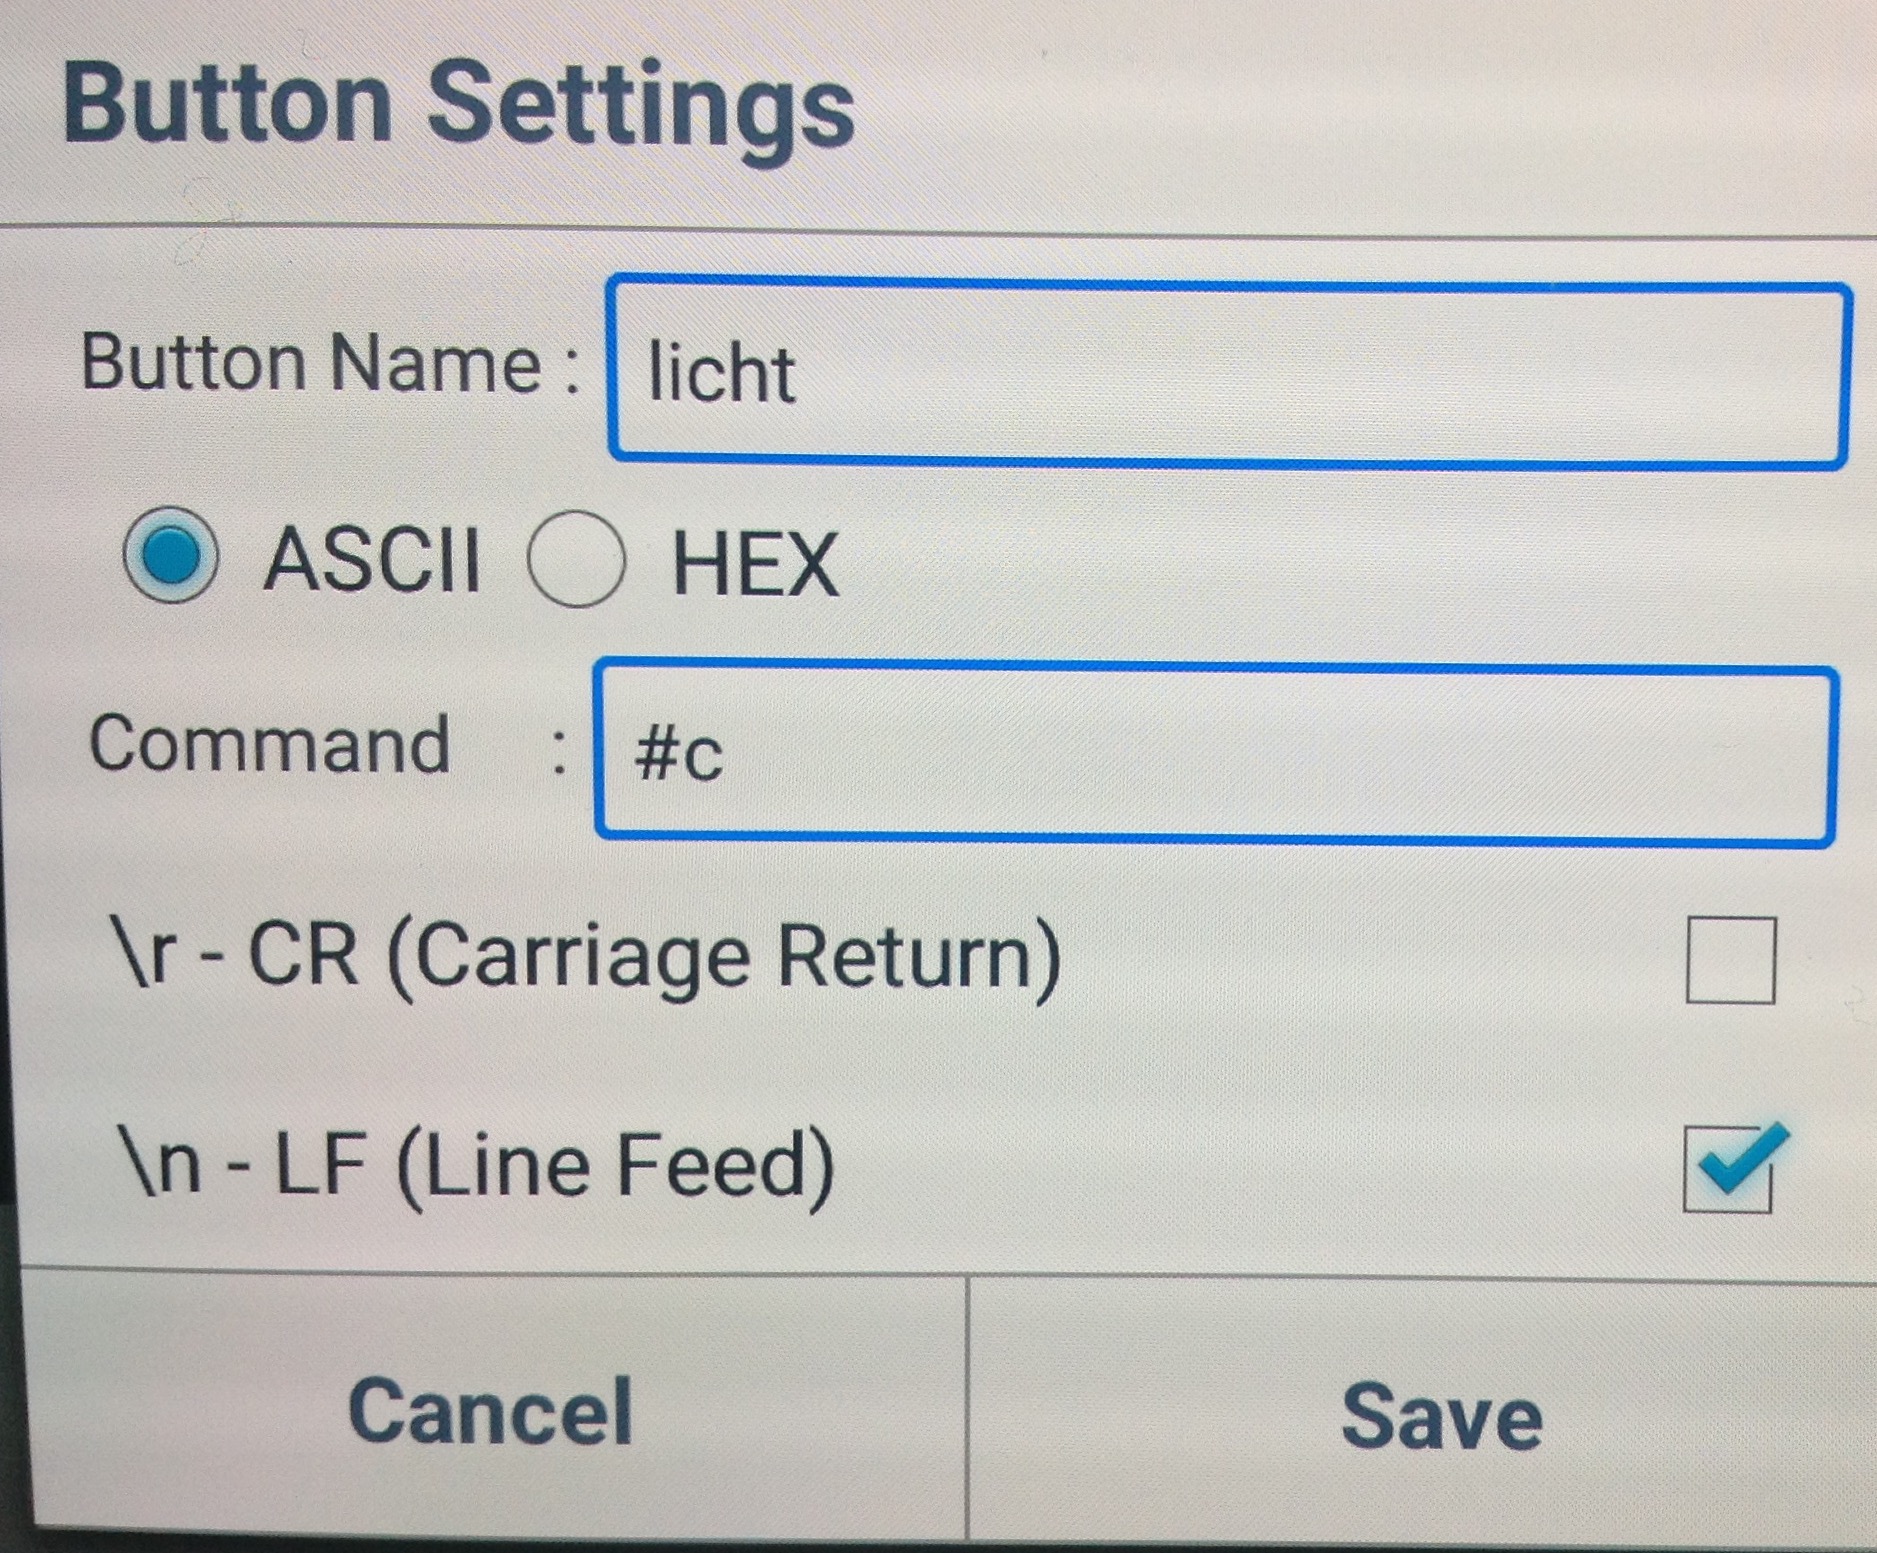 Button Settings
Button Name : licht
ASCII HEX
Command : #c
\r - CR (Carriage Return)
\n - LF (Line Feed)
Cancel Save